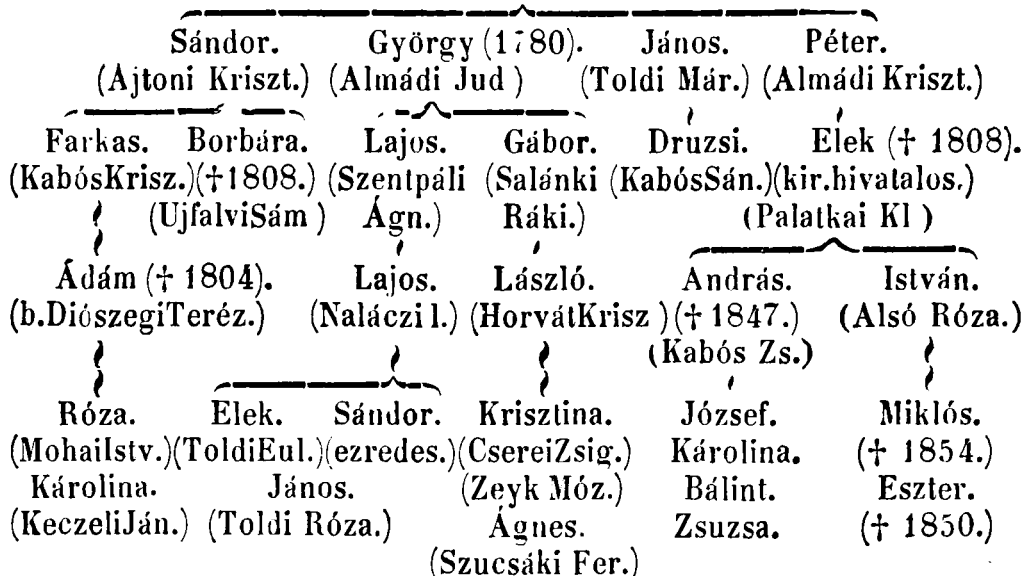 Sándor. György (1780). János. Péter.
(Ajtoni Kriszt.) (Almádi Jud ) (Toldi Már.) (Almádi Kriszt.)
Farkas. Borbára. Lajos. Gábor. Druzsi. Elek († 1808).
(KabósKrisz.)(†1808.) (Szentpáli (Salánki (KabósSán.)(kir.hivatalos.)
(UjfalviSám ) Ágn.) Ráki.) (Palatkai Kl )
Ádám († 1804). Lajos. László. András. István.
(b.DiószegiTeréz.) (Naláczi l.) (HorvátKrisz )(† 1847.) (Alsó Róza.)
(Kabós Zs.)
Róza. Elek. Sándor. Krisztina. József. Miklós.
(MohaiIstv.)(ToldiEul.)(ezredes.)(CsereiZsig.) Károlina. († 1854.)
Károlina. János. (Zeyk Móz.) Bálint. Eszter.
(KeczeliJán.) (Toldi Róza.) Ágnes. Zsuzsa. († 1850.)
(Szucsáki Fer.)